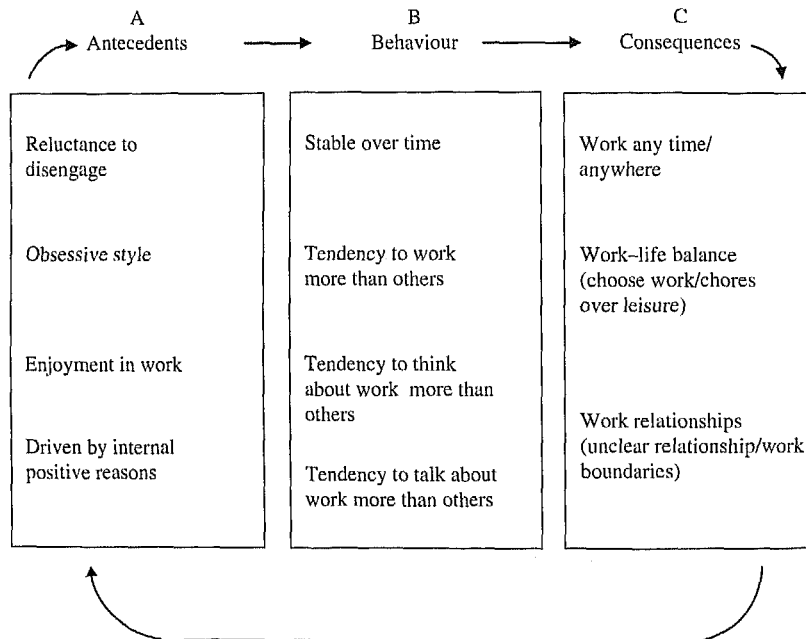 A
Antecedents
B
Behaviour
C
Consequences
Reluctance to
disengage
Obsessive style
Enjoyment in work
Driven by internal
positive reasons
Stable over time
Tendency to work
more than others
Tendency to think
about work more than
others
Tendency to talk about
work more than others
Work any time/
anywhere
Work–life balance
(choose work/chores
over leisure)
Work relationships
(unclear relationship/work
boundaries)